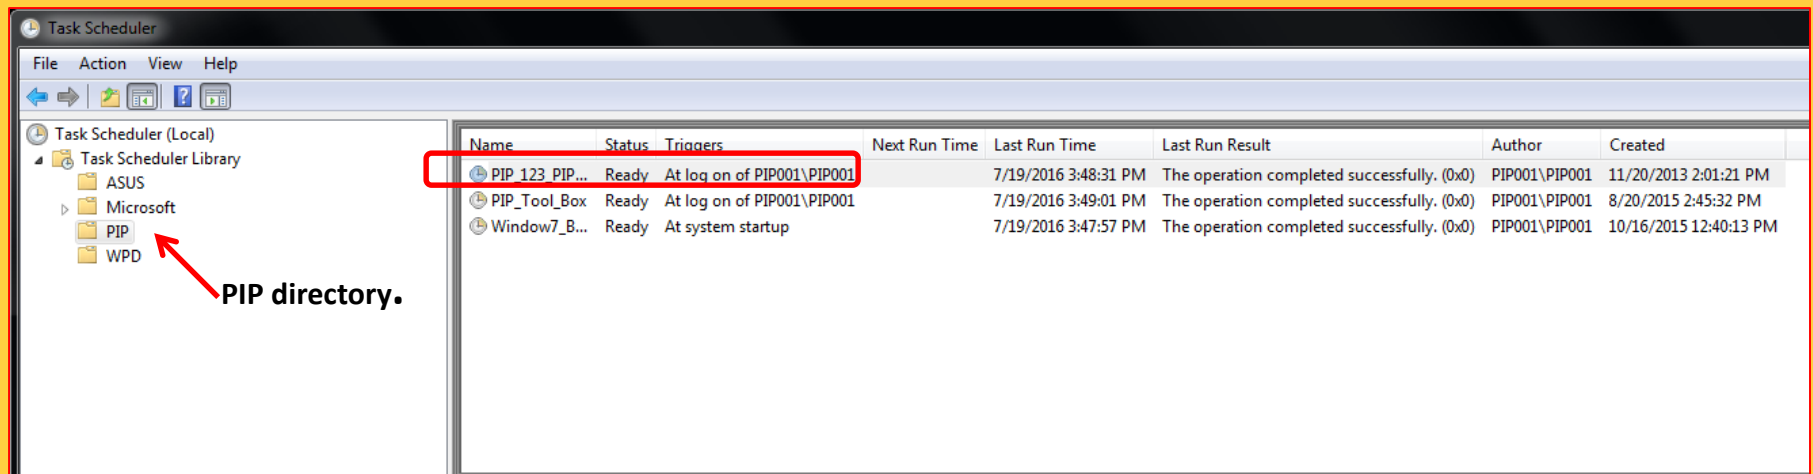 Task Scheduler
File Action View Help
Task Scheduler (Local)
Task Scheduler Library
ASUS
Microsoft
PIP
WPD
PIP directory.
Name Status Triggers Next Run Time Last Run Time Last Run Result Author Created
PIP_123_PIP... Ready At log on of PIP001\PIP001 7/19/2016 3:48:31 PM The operation completed successfully. (0x0) PIP001\PIP001 11/20/2013 2:01:21 PM
PIP_Tool_Box Ready At log on of PIP001\PIP001 7/19/2016 3:49:01 PM The operation completed successfully. (0x0) PIP001\PIP001 8/20/2015 2:45:32 PM
Window7_B... Ready At system startup 7/19/2016 3:47:57 PM The operation completed successfully. (0x0) PIP001\PIP001 10/16/2015 12:40:13 PM